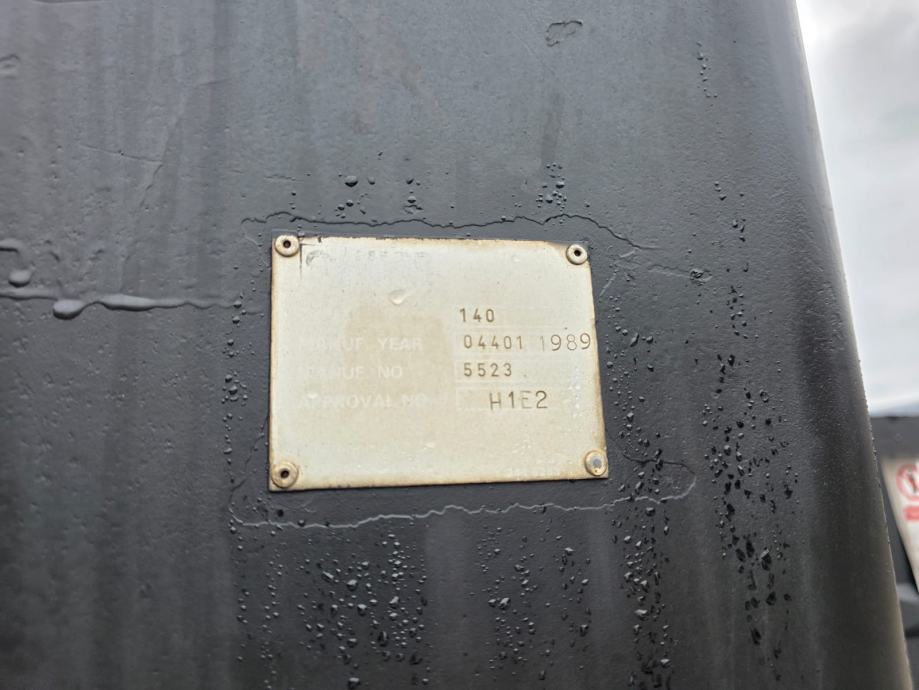 140
MANUF YEAR 04401 1989
MANUF NO 5523
APPROVAL NO H1E2